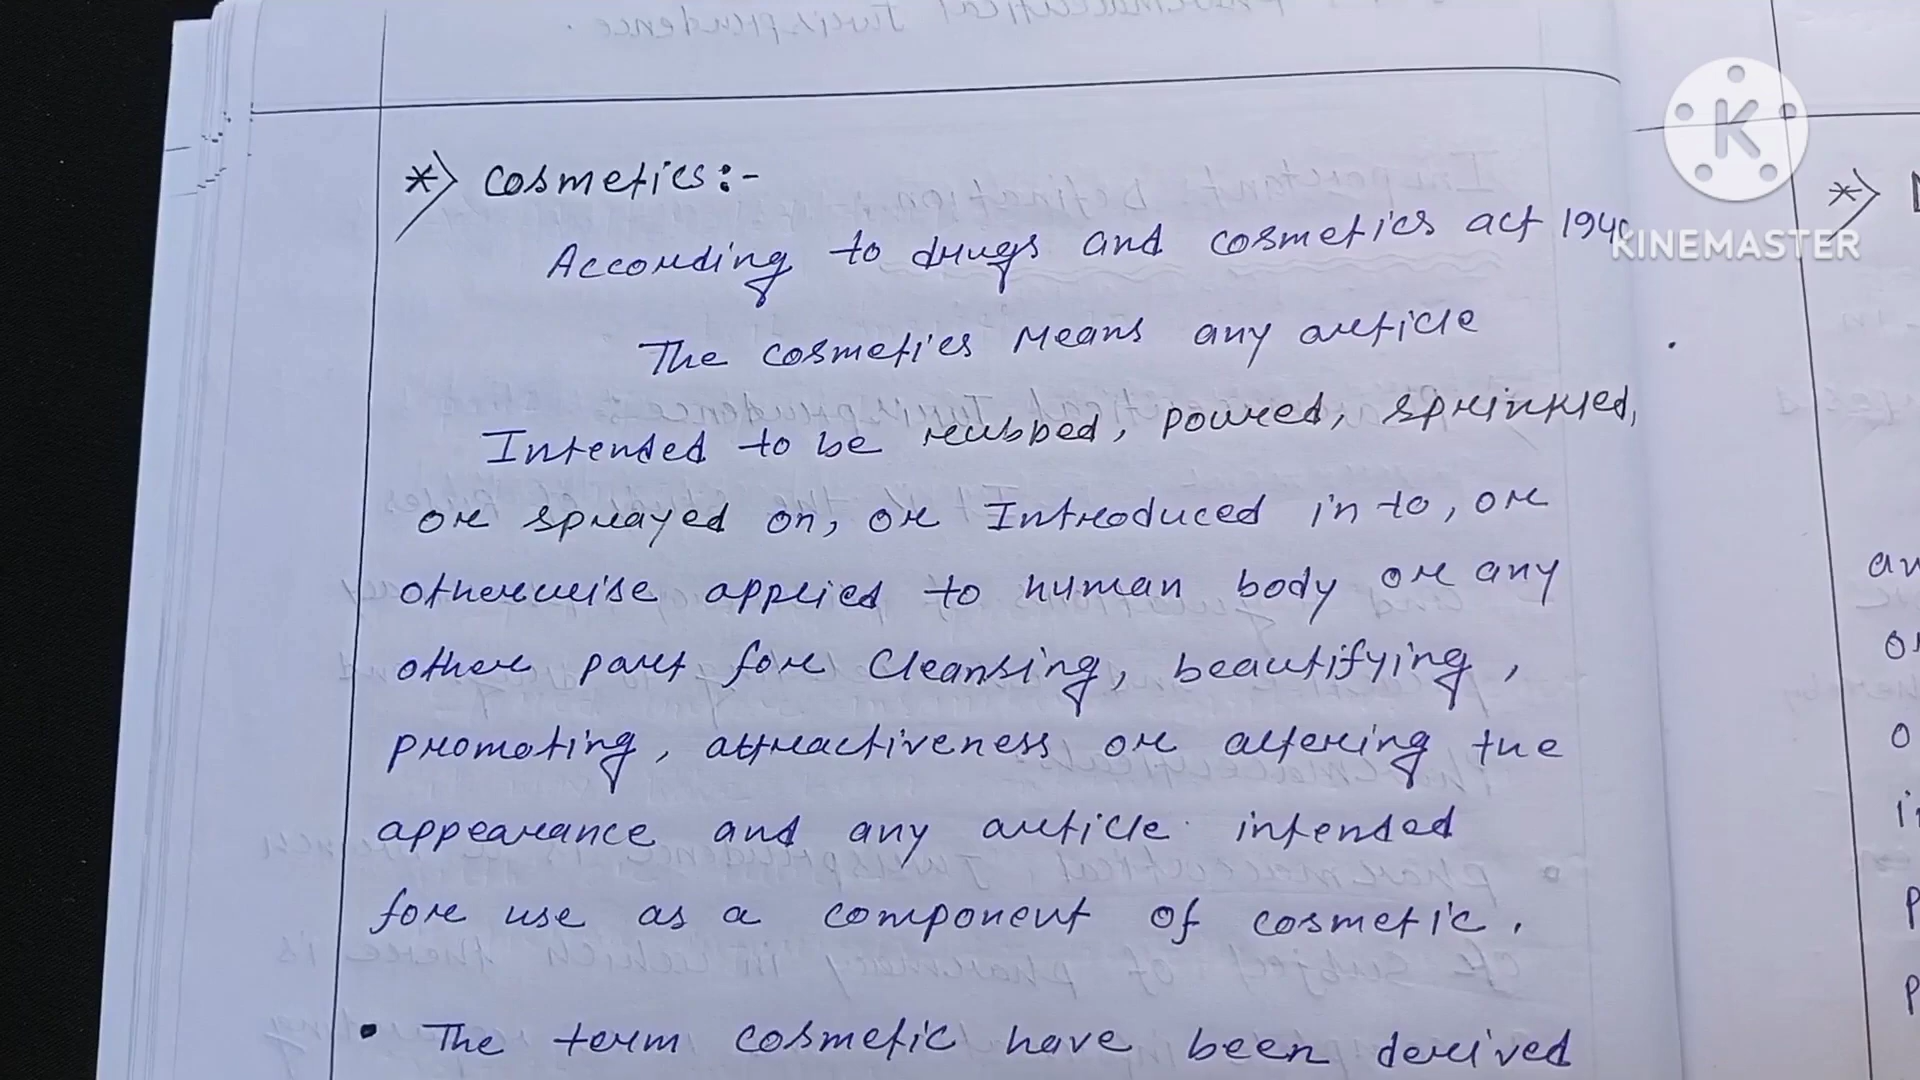 *> Cosmetics:-
According to drugs and cosmetics act 194
The cosmetics Means any article
Intended to be rubbed, poured, sprinkled,
or sprayed on, or Introduced in to, or
otherwise applied to human body or any
other part for Cleansing, beautifying,
promoting, attractiveness or altering the
appearance and any article intended
for use as a component of cosmetic.
• The term cosmetic have been derived
K
KINEMASTER
*>